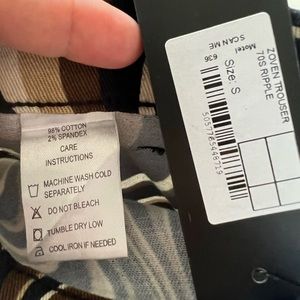 98% COTTON
2% SPANDEX
CARE
INSTRUCTIONS
MACHINE WASH COLD
SEPARATELY
DO NOT BLEACH
TUMBLE DRY LOW
COOL IRON IF NEEDED
ZOVEN TROUSER
70S RIPPLE
Size: S
Motel 636
SCAN ME